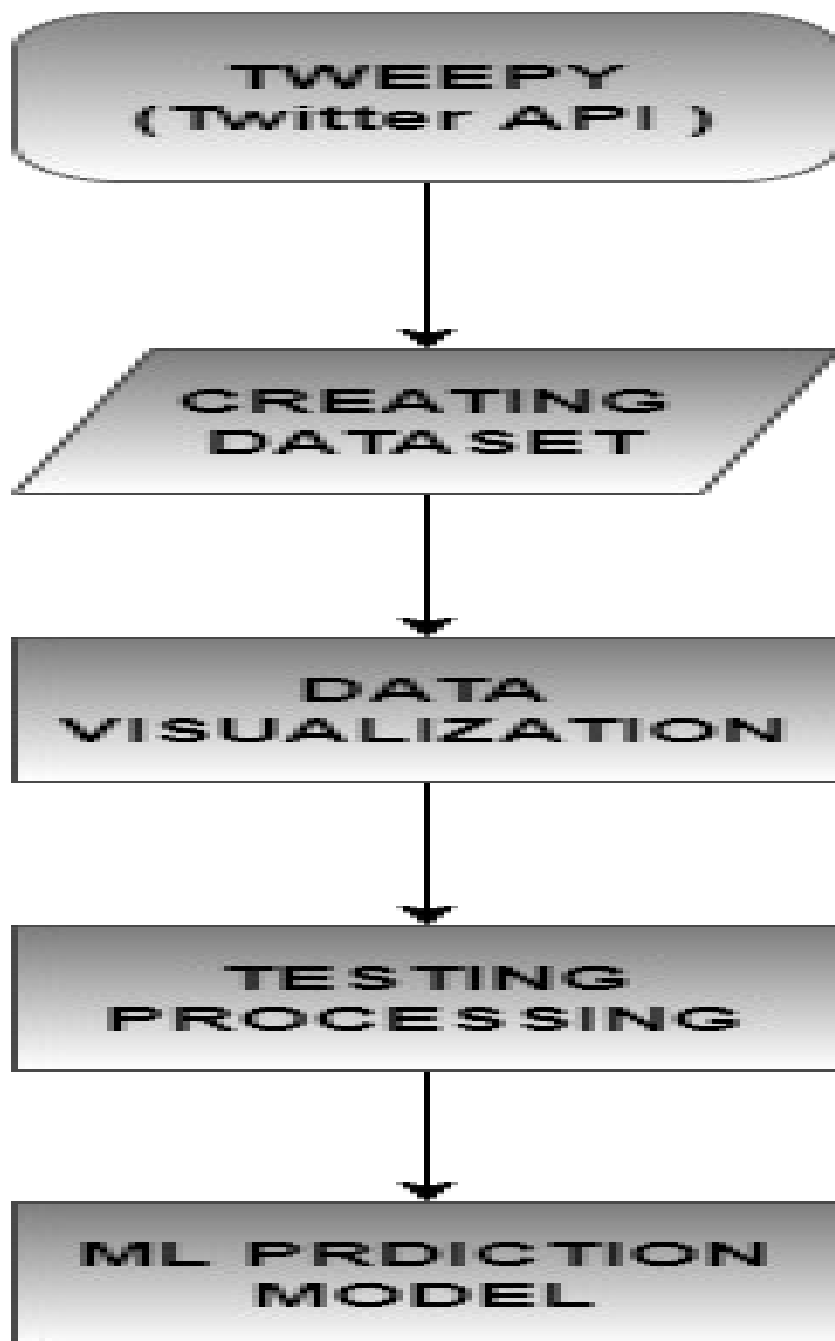 TWEEPY
( Twitter API )
CREATING
DATASET
DATA
VISUALIZATION
TESTING
PROCESSING
ML PRDICTION
MODEL